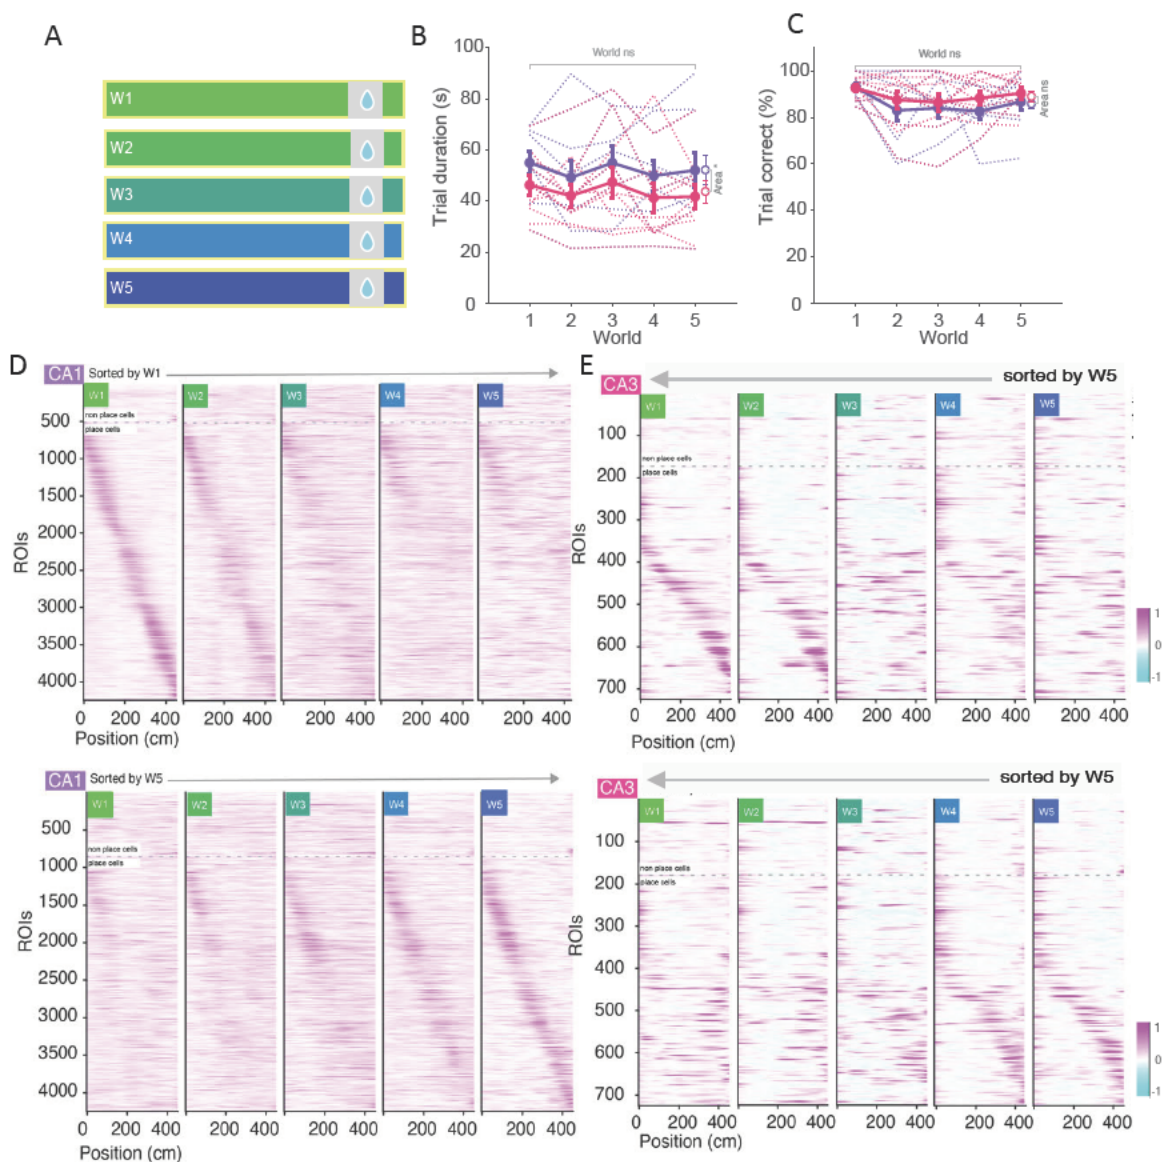 A
W1
W2
W3
W4
W5
B
Trial duration (s)
100
80
60
40
20
0
World ns
Area *
1 2 3 4 5
World
C
Trial correct (%)
100
80
60
40
20
0
World ns
Area ns
1 2 3 4 5
World
D
CA1 Sorted by W1
W1 W2 W3 W4 W5
non place cells
place cells
ROIs
500
1000
1500
2000
2500
3000
3500
4000
0 200 400 200 400 200 400 200 400 200 400
Position (cm)
CA1 Sorted by W5
W1 W2 W3 W4 W5
non place cells
place cells
ROIs
500
1000
1500
2000
2500
3000
3500
4000
0 200 400 200 400 200 400 200 400 200 400
Position (cm)
E
CA3 sorted by W5
W1 W2 W3 W4 W5
non place cells
place cells
ROIs
100
200
300
400
500
600
700
0 200 400 200 400 200 400 200 400 200 400
Position (cm)
1
0
-1
CA3 sorted by W5
W1 W2 W3 W4 W5
non place cells
place cells
ROIs
100
200
300
400
500
600
700
0 200 400 200 400 200 400 200 400 200 400
Position (cm)
1
0
-1